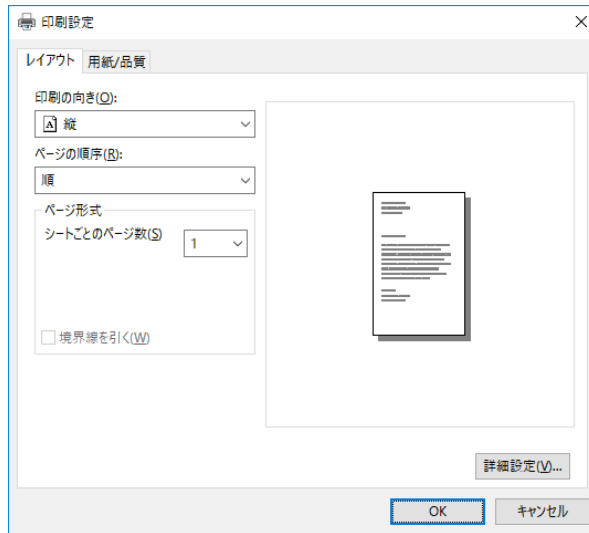 印刷設定
レイアウト 用紙/品質
印刷の向き(O):
縦
ページの順序(R):
順
ページ形式
シートごとのページ数(S)
1
境界線を引く(W)
詳細設定(V)...
OK キャンセル